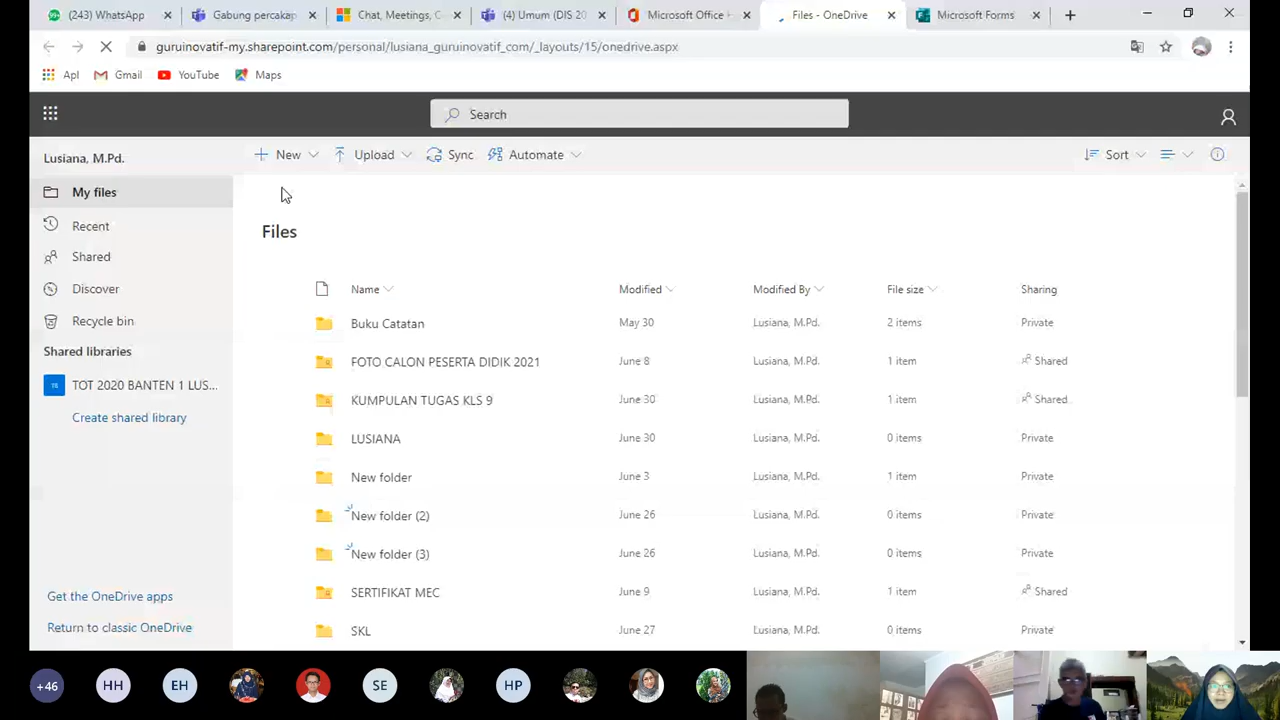 (243) WhatsApp
Gabung percakap
Chat, Meetings, C
(4) Umum (DIS 20
Microsoft Office
Files - OneDrive
Microsoft Forms
guruinovatif-my.sharepoint.com/personal/lusiana_guruinovatif_com/_layouts/15/onedrive.aspx
Apl Gmail YouTube Maps
Search
Lusiana, M.Pd.
New Upload Sync Automate Sort
My files
Recent
Shared
Discover
Recycle bin
Shared libraries
TE TOT 2020 BANTEN 1 LUS...
Create shared library
Get the OneDrive apps
Return to classic OneDrive
Files
Name Modified Modified By File size Sharing
Buku Catatan May 30 Lusiana, M.Pd. 2 items Private
FOTO CALON PESERTA DIDIK 2021 June 8 Lusiana, M.Pd. 1 item Shared
KUMPULAN TUGAS KLS 9 June 30 Lusiana, M.Pd. 1 item Shared
LUSIANA June 30 Lusiana, M.Pd. 0 items Private
New folder June 3 Lusiana, M.Pd. 1 item Private
New folder (2) June 26 Lusiana, M.Pd. 0 items Private
New folder (3) June 26 Lusiana, M.Pd. 0 items Private
SERTIFIKAT MEC June 9 Lusiana, M.Pd. 1 item Shared
SKL June 27 Lusiana, M.Pd. 0 items Private
+46 HH EH SE HP